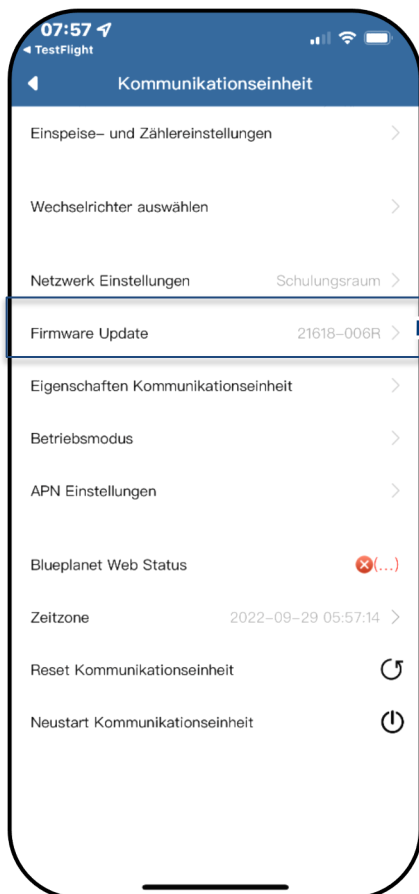 07:57
◀ TestFlight
Kommunikationseinheit
Einspeise- und Zählereinstellungen
Wechselrichter auswählen
Netzwerk Einstellungen Schulungsraum
Firmware Update 21618-006R
Eigenschaften Kommunikationseinheit
Betriebsmodus
APN Einstellungen
Blueplanet Web Status (...)
Zeitzone 2022-09-29 05:57:14
Reset Kommunikationseinheit
Neustart Kommunikationseinheit